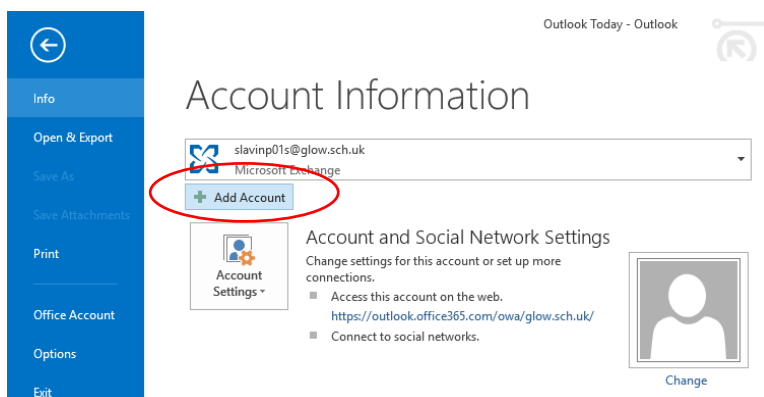 Outlook Today - Outlook
Info
Open & Export
Save As
Save Attachments
Print
Office Account
Options
Exit
Account Information
slavinp01s@glow.sch.uk
Microsoft Exchange
Add Account
Account
Settings
Account and Social Network Settings
Change settings for this account or set up more
connections.
Access this account on the web.
https://outlook.office365.com/owa/glow.sch.uk/
Connect to social networks.
Change